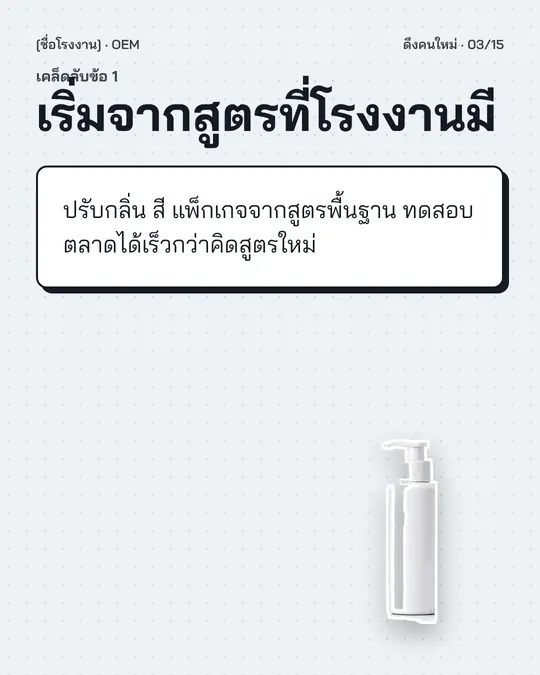 [ชื่อโรงงาน] · OEM
ดึงคนใหม่ · 03/15
เคล็ดลับข้อ 1
เริ่มจากสูตรที่โรงงานมี
ปรับกลิ่น สี แพ็กเกจจากสูตรพื้นฐาน ทดสอบ
ตลาดได้เร็วกว่าคิดสูตรใหม่